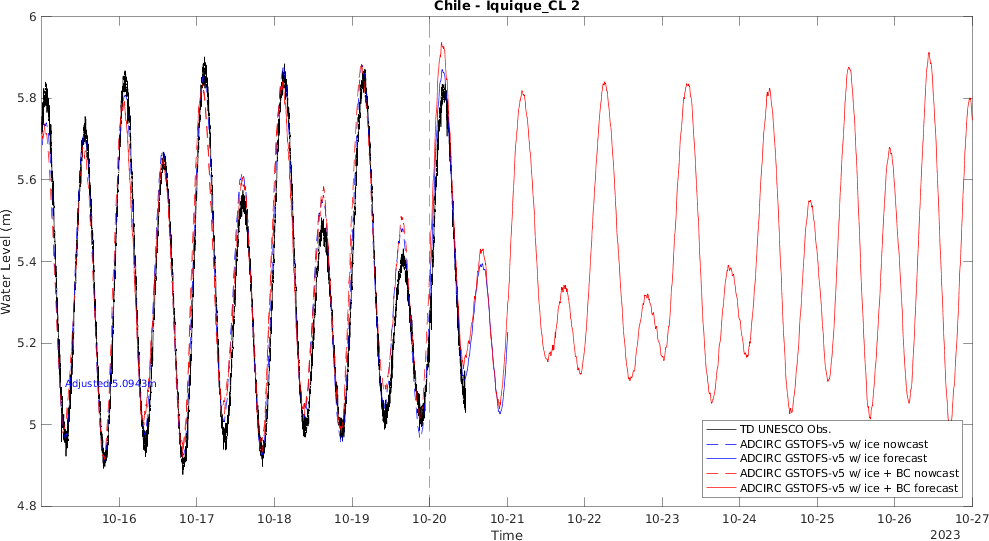 Chile - Iquique_CL 2
6
5.8
5.6
5.4
5.2
5
4.8
Water Level (m)
Adjusted:5.0943m
TD UNESCO Obs.
ADCIRC GSTOFS-v5 w/ ice nowcast
ADCIRC GSTOFS-v5 w/ ice forecast
ADCIRC GSTOFS-v5 w/ ice + BC nowcast
ADCIRC GSTOFS-v5 w/ ice + BC forecast
10-16 10-17 10-18 10-19 10-20 10-21 10-22 10-23 10-24 10-25 10-26 10-27
Time
2023